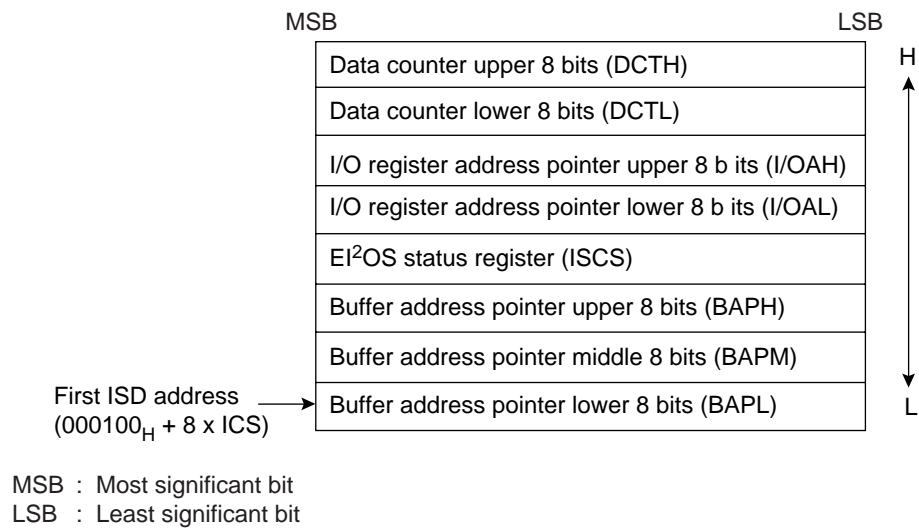 MSB LSB
Data counter upper 8 bits (DCTH) H
Data counter lower 8 bits (DCTL)
I/O register address pointer upper 8 b its (I/OAH)
I/O register address pointer lower 8 b its (I/OAL)
EI²OS status register (ISCS)
Buffer address pointer upper 8 bits (BAPH)
Buffer address pointer middle 8 bits (BAPM)
First ISD address
(000100H + 8 x ICS)
Buffer address pointer lower 8 bits (BAPL) L
MSB : Most significant bit
LSB : Least significant bit